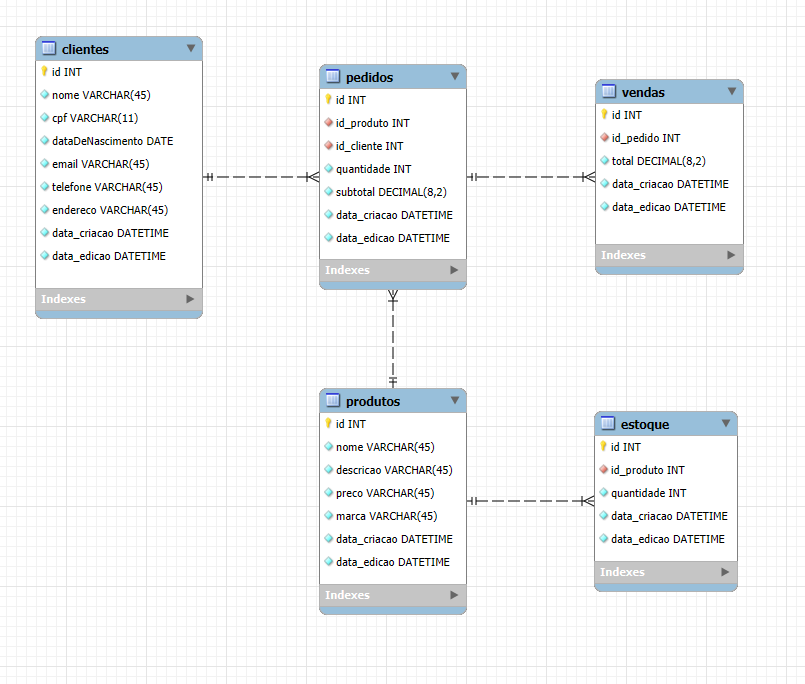 clientes
id INT
nome VARCHAR(45)
cpf VARCHAR(11)
dataDeNascimento DATE
email VARCHAR(45)
telefone VARCHAR(45)
endereco VARCHAR(45)
data_criacao DATETIME
data_edicao DATETIME
Indexes
pedidos
id INT
id_produto INT
id_cliente INT
quantidade INT
subtotal DECIMAL(8,2)
data_criacao DATETIME
data_edicao DATETIME
Indexes
vendas
id INT
id_pedido INT
total DECIMAL(8,2)
data_criacao DATETIME
data_edicao DATETIME
Indexes
produtos
id INT
nome VARCHAR(45)
descricao VARCHAR(45)
preco VARCHAR(45)
marca VARCHAR(45)
data_criacao DATETIME
data_edicao DATETIME
Indexes
estoque
id INT
id_produto INT
quantidade INT
data_criacao DATETIME
data_edicao DATETIME
Indexes